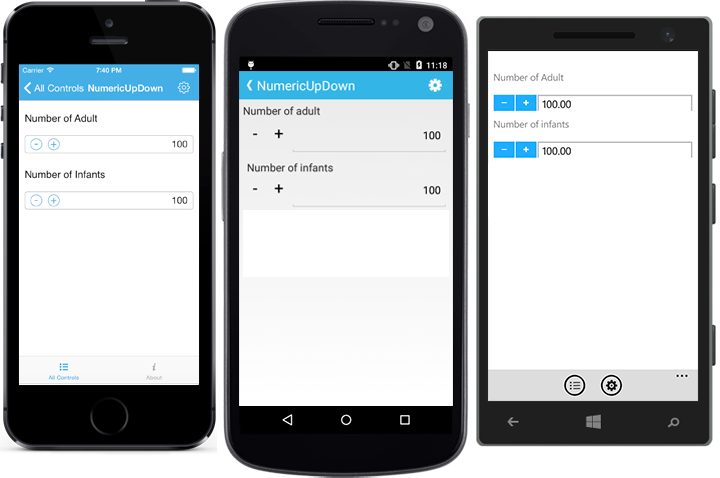 Carrier 7:40 PM
All Controls NumericUpDown
Number of Adult
- + 100
Number of Infants
- + 100
All Controls About
11:18
NumericUpDown
Number of adult
- + 100
Number of infants
- + 100
Number of Adult
- + 100.00
Number of infants
- + 100.00